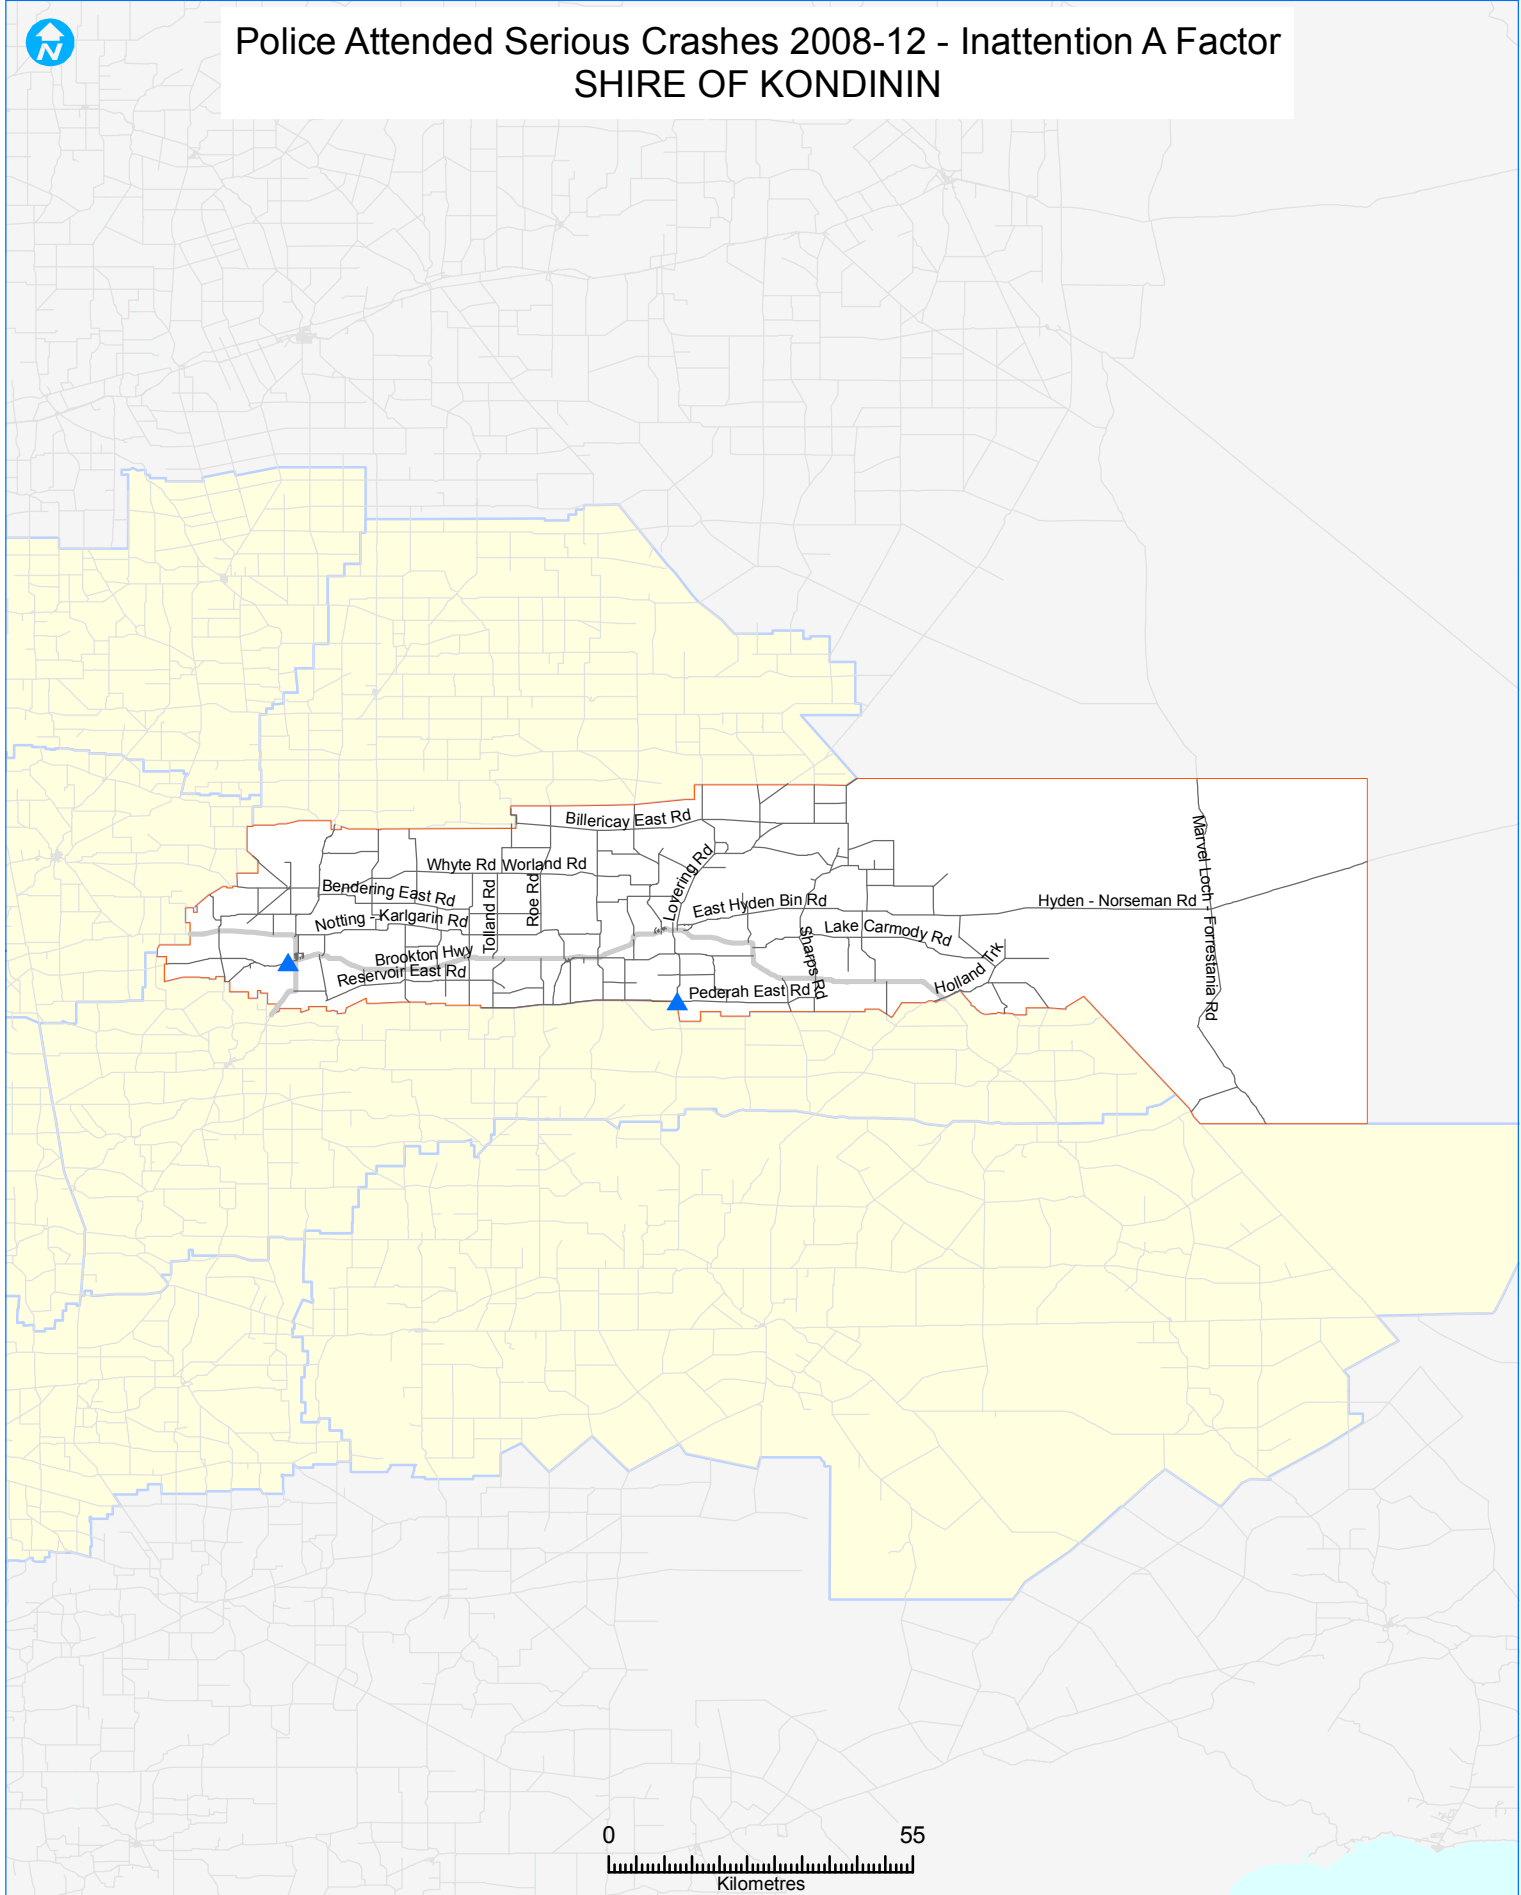 N
Police Attended Serious Crashes 2008-12 - Inattention A Factor
SHIRE OF KONDININ
Billericay East Rd
Marvel Loch - Forrestania Rd
Whyte Rd
Worland Rd
Lovering Rd
Bendering East Rd
Tolland Rd
Roe Rd
East Hyden Bin Rd
Hyden - Norseman Rd
Notting - Karlgarin Rd
Lake Carmody Rd
Sharps Rd
Brookton Hwy
Reservoir East Rd
Holland Trk
Pederah East Rd
0
55
Kilometres